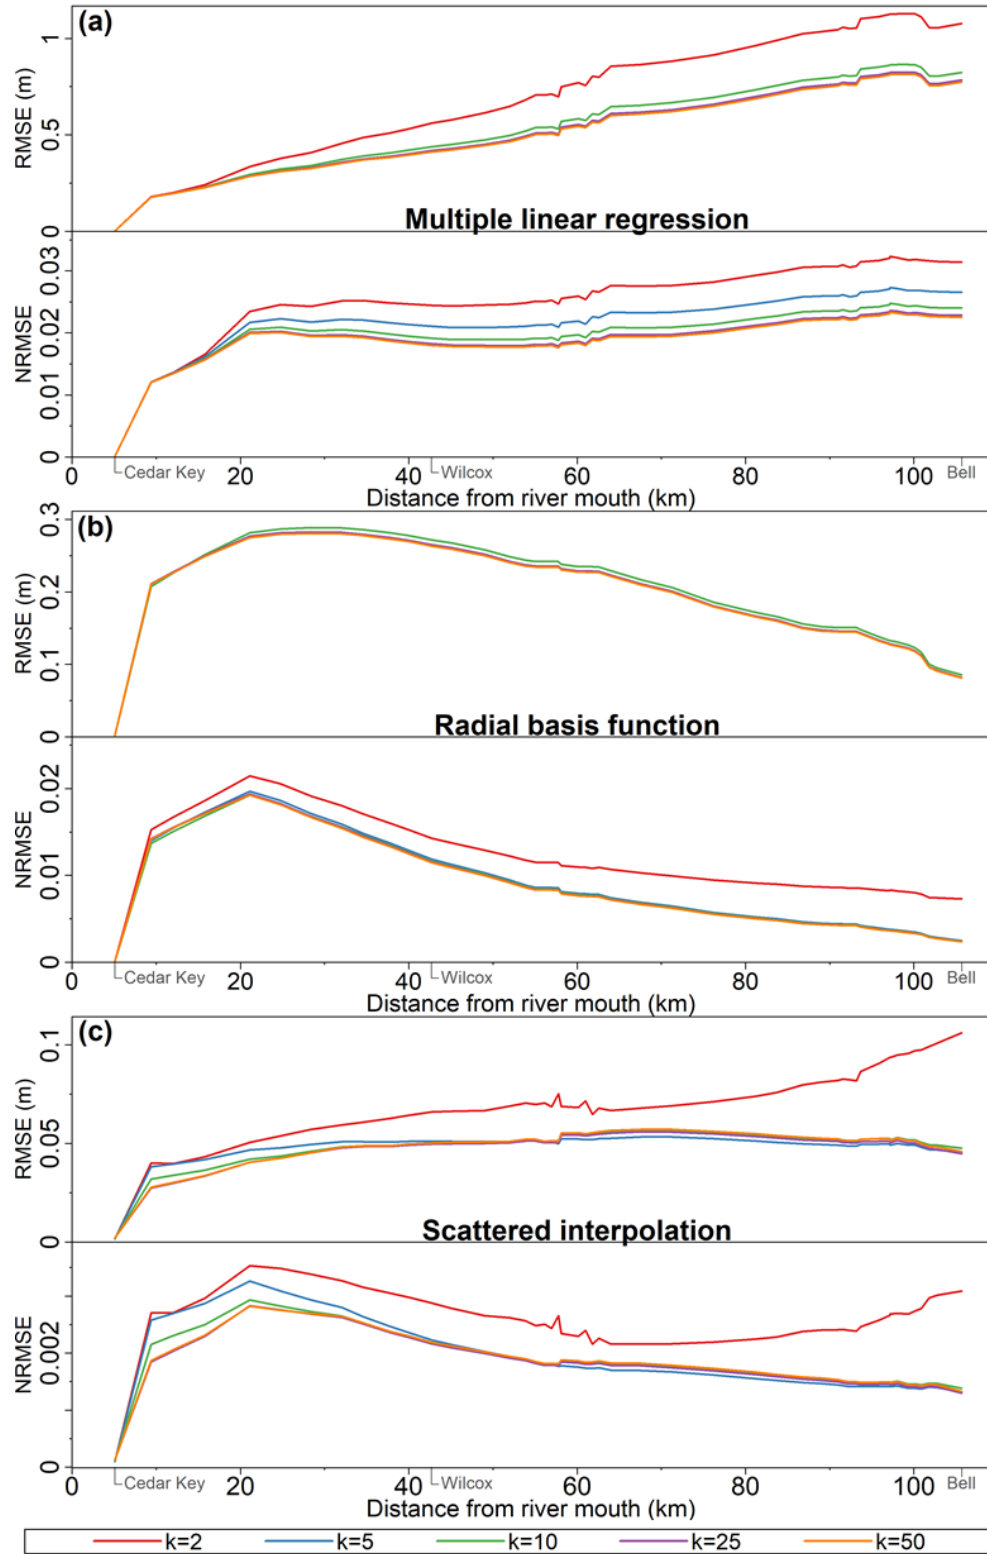 (a)
1
0.5
0
RMSE (m)
Multiple linear regression
0.03
0.02
0.01
0
NRMSE
0 20 40 60 80 100
Cedar Key Wilcox Bell
Distance from river mouth (km)
(b)
0.3
0.2
0.1
0
RMSE (m)
Radial basis function
0.02
0.01
0
NRMSE
0 20 40 60 80 100
Cedar Key Wilcox Bell
Distance from river mouth (km)
(c)
0.1
0.05
0
RMSE (m)
Scattered interpolation
0.002
0
NRMSE
0 20 40 60 80 100
Cedar Key Wilcox Bell
Distance from river mouth (km)
k=2 k=5 k=10 k=25 k=50